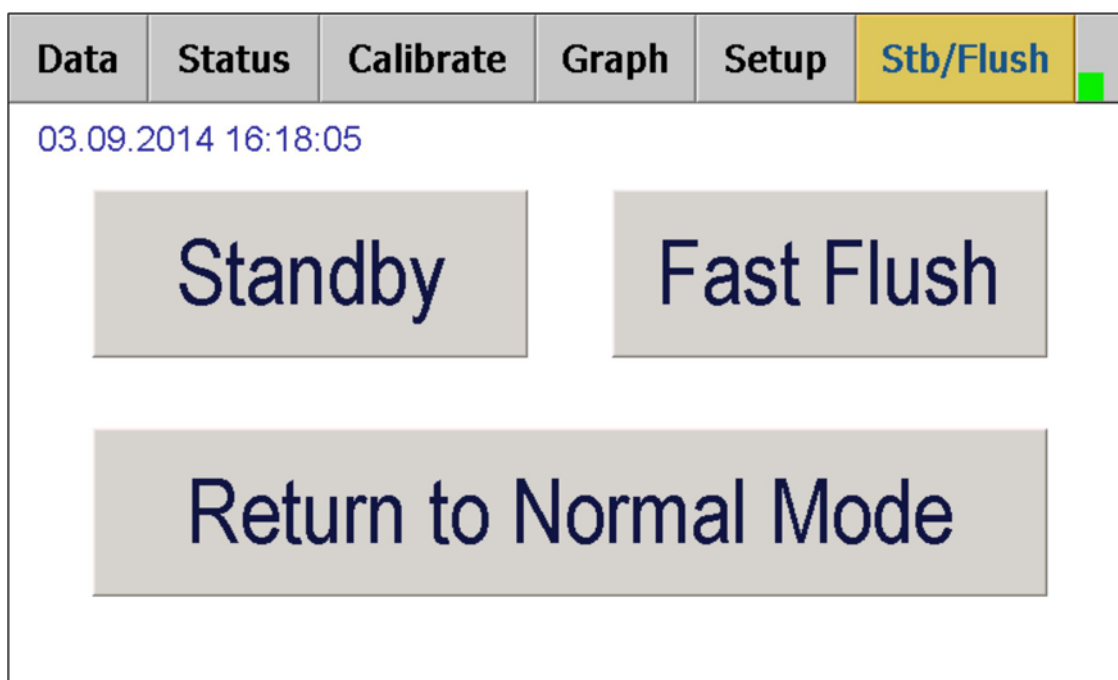 Data Status Calibrate Graph Setup Stb/Flush
03.09.2014 16:18:05
Standby Fast Flush
Return to Normal Mode